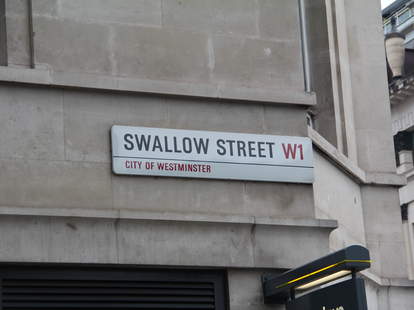 SWALLOW STREET W1
CITY OF WESTMINSTER